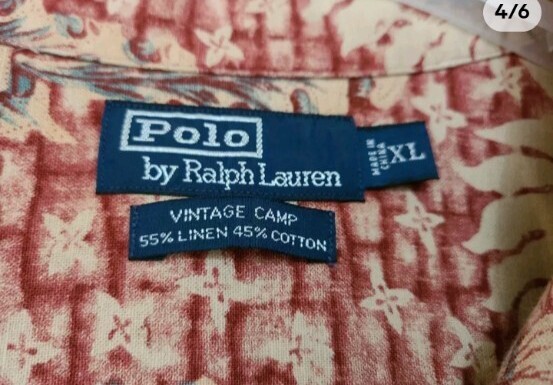 4/6
Polo
by Ralph Lauren
MADE IN
CHINA
XL
VINTAGE CAMP
55% LINEN 45% COTTON